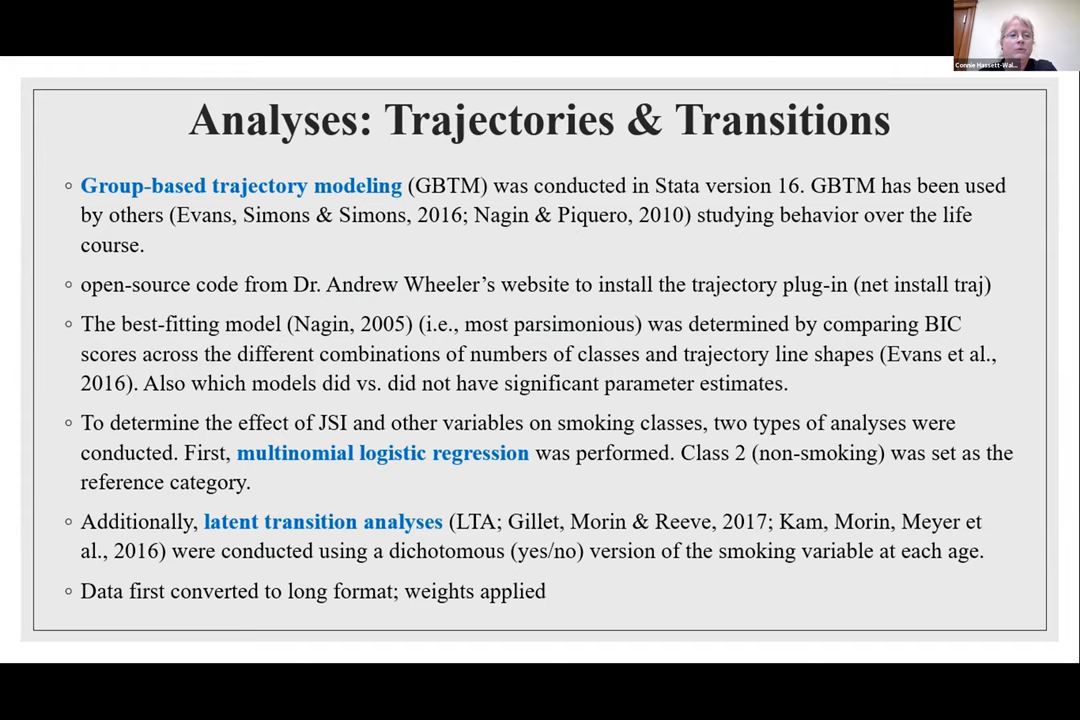 Connie Hassett-Wal...
Analyses: Trajectories & Transitions
◦ Group-based trajectory modeling (GBTM) was conducted in Stata version 16. GBTM has been used
by others (Evans, Simons & Simons, 2016; Nagin & Piquero, 2010) studying behavior over the life
course.
◦ open-source code from Dr. Andrew Wheeler’s website to install the trajectory plug-in (net install traj)
◦ The best-fitting model (Nagin, 2005) (i.e., most parsimonious) was determined by comparing BIC
scores across the different combinations of numbers of classes and trajectory line shapes (Evans et al.,
2016). Also which models did vs. did not have significant parameter estimates.
◦ To determine the effect of JSI and other variables on smoking classes, two types of analyses were
conducted. First, multinomial logistic regression was performed. Class 2 (non-smoking) was set as the
reference category.
◦ Additionally, latent transition analyses (LTA; Gillet, Morin & Reeve, 2017; Kam, Morin, Meyer et
al., 2016) were conducted using a dichotomous (yes/no) version of the smoking variable at each age.
◦ Data first converted to long format; weights applied